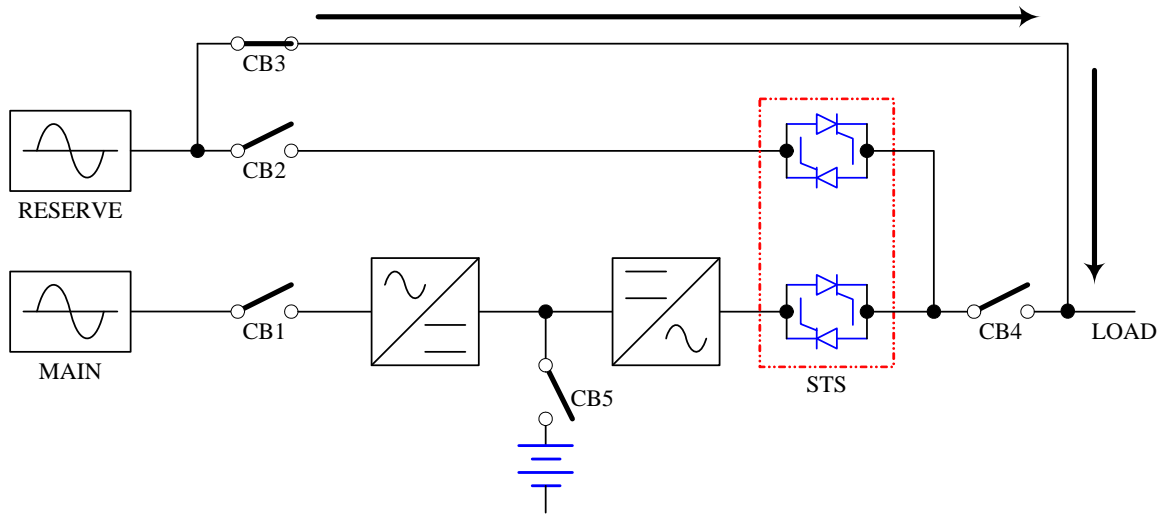 CB3
CB2
RESERVE
CB1
CB4
LOAD
MAIN
STS
CB5